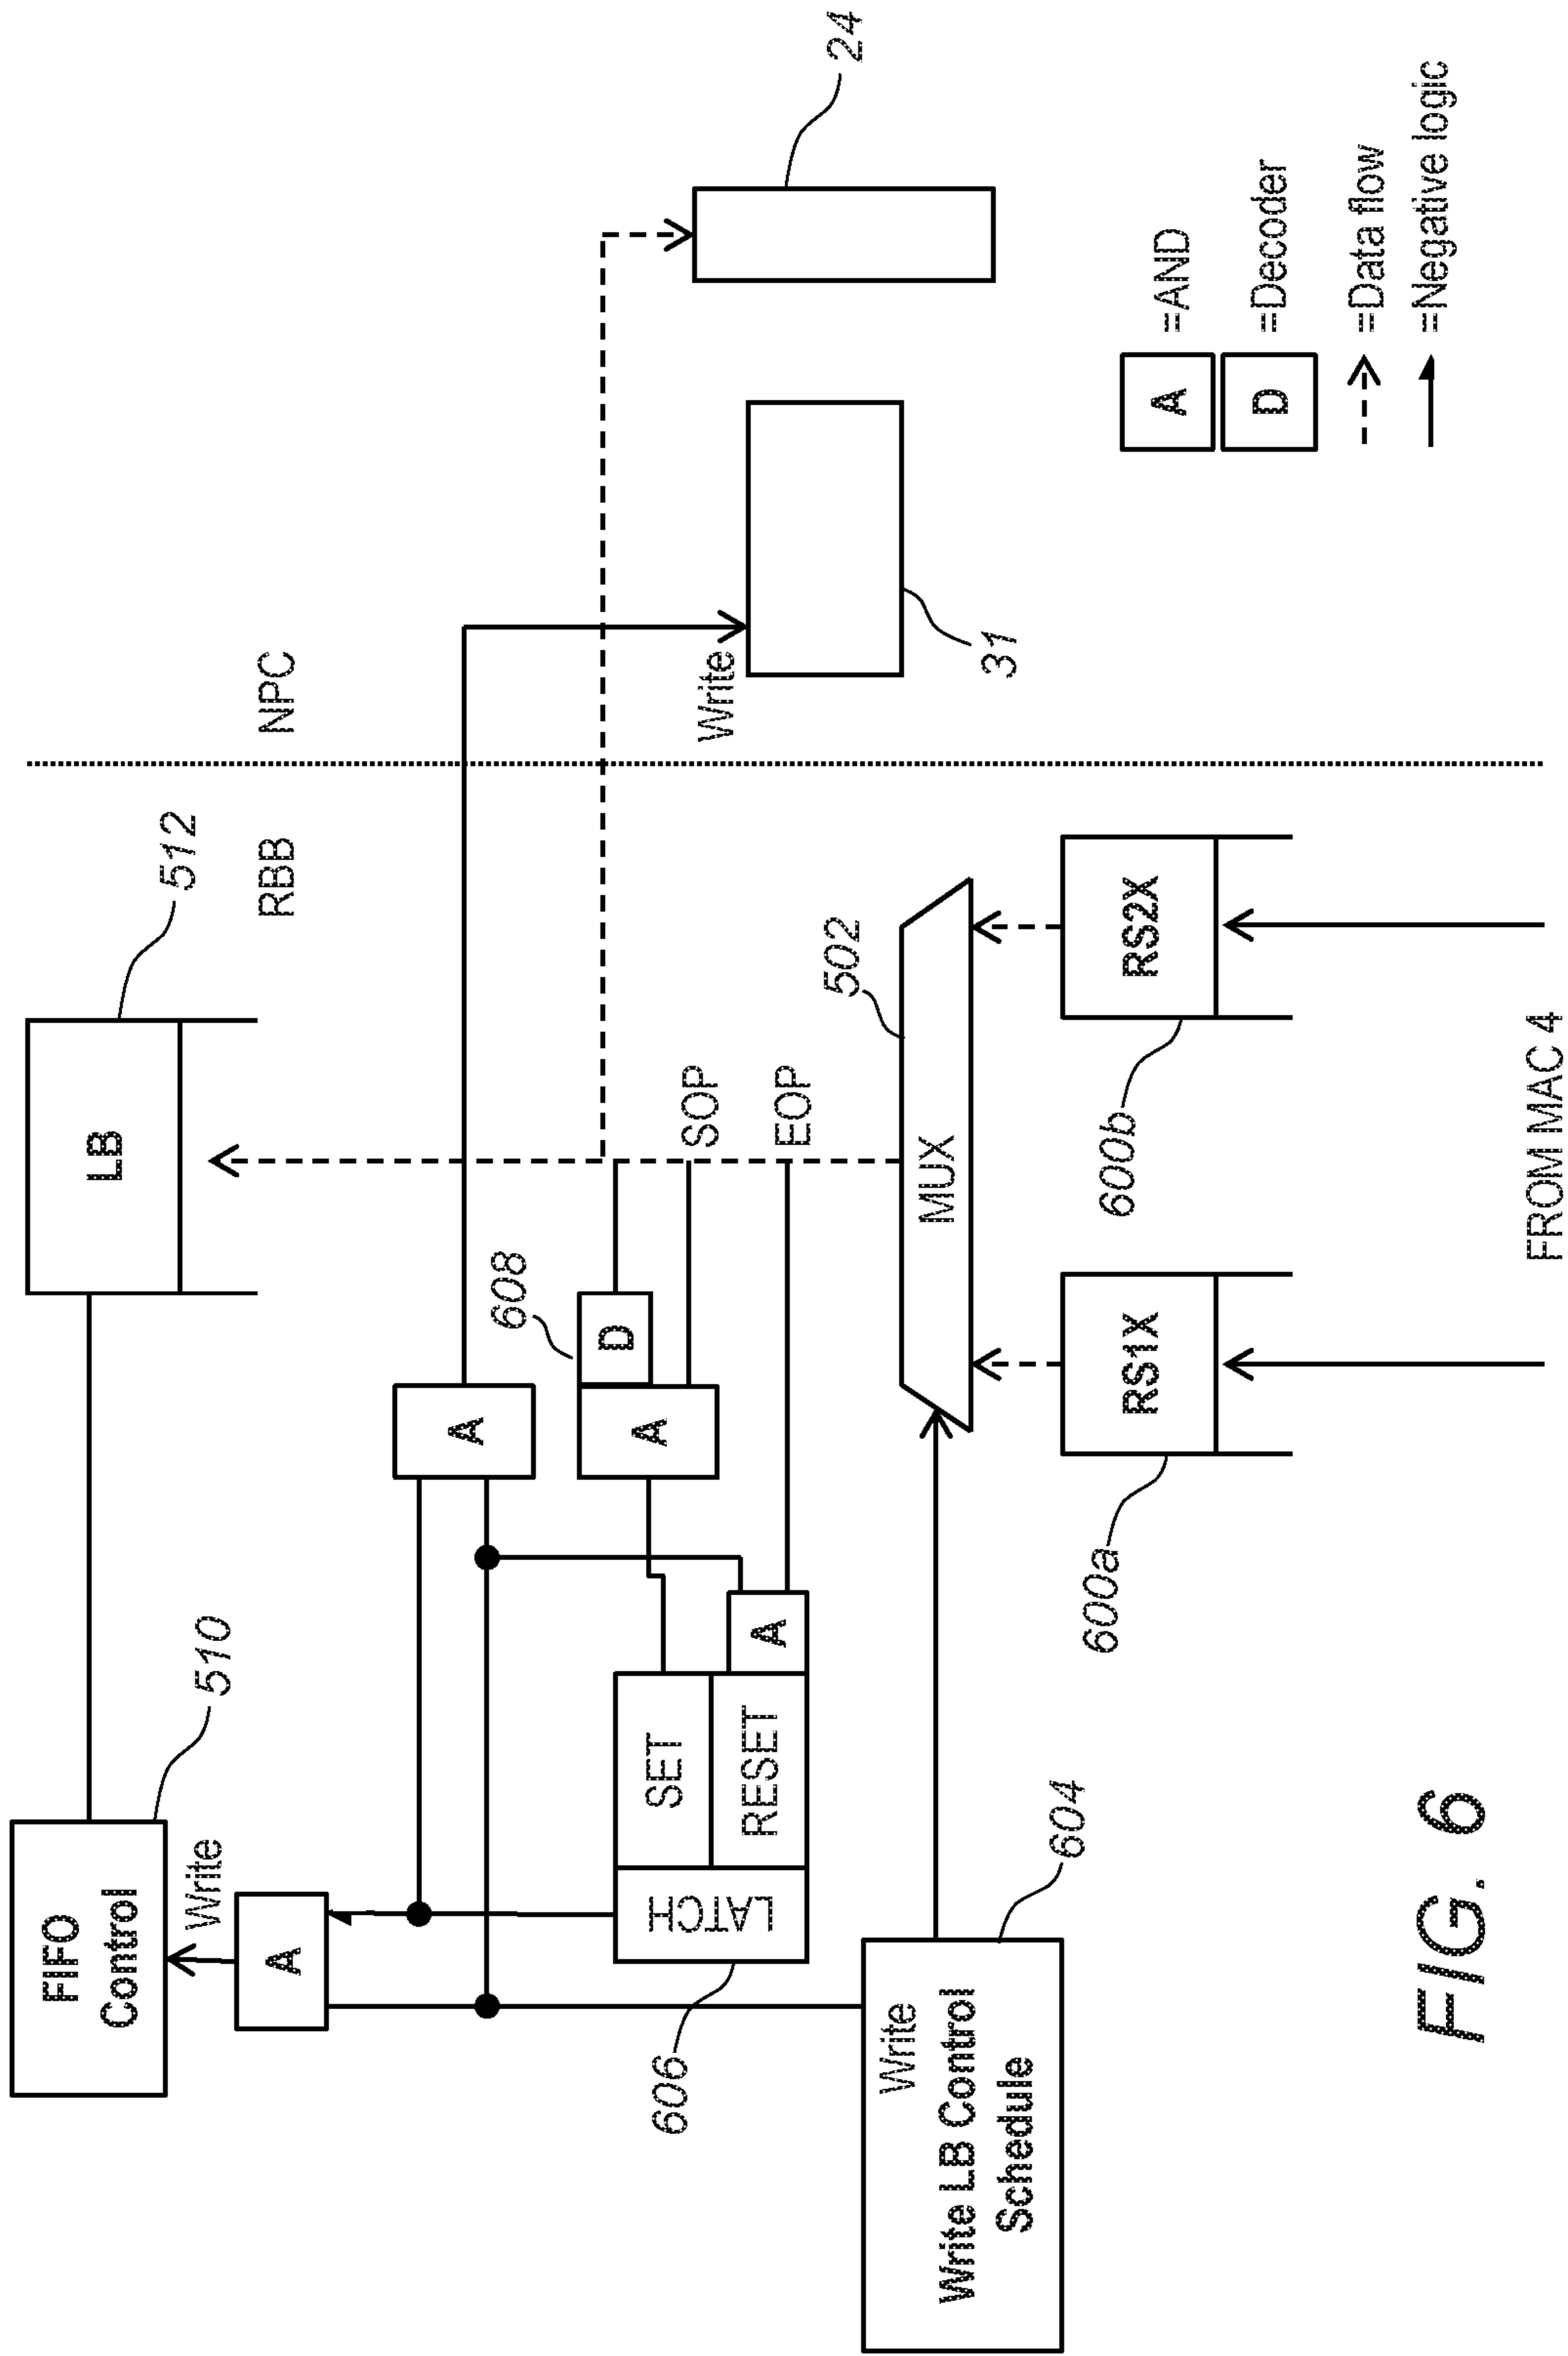 FIFO
Control
510
Write
A
LB
512
RBB
NPC
A
608
D
A
SOP
EOP
SET
RESET
LATCH
A
606
Write
31
24
MUX
502
Write
Write LB Control
Schedule
604
RS1X
600a
RS2X
600b
FROM MAC 4
A
=AND
D
=Decoder
=Data flow
=Negative logic
FIG. 6